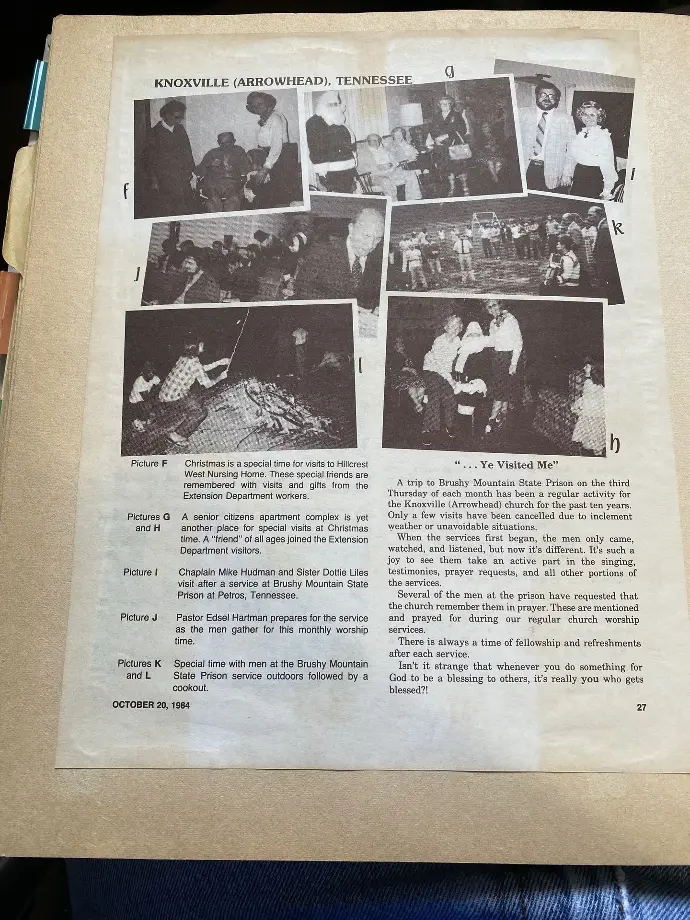 KNOXVILLE (ARROWHEAD), TENNESSEE
g
f
i
j
k
l
h
Picture F Christmas is a special time for visits to Hillcrest
West Nursing Home. These special friends are
remembered with visits and gifts from the
Extension Department workers.
Pictures G A senior citizens apartment complex is yet
and H another place for special visits at Christmas
time. A "friend" of all ages joined the Extension
Department visitors.
Picture I Chaplain Mike Hudman and Sister Dottie Liles
visit after a service at Brushy Mountain State
Prison at Petros, Tennessee.
Picture J Pastor Edsel Hartman prepares for the service
as the men gather for this monthly worship
time.
Pictures K Special time with men at the Brushy Mountain
and L State Prison service outdoors followed by a
cookout.
OCTOBER 20, 1984
" . . . Ye Visited Me"
A trip to Brushy Mountain State Prison on the third
Thursday of each month has been a regular activity for
the Knoxville (Arrowhead) church for the past ten years.
Only a few visits have been cancelled due to inclement
weather or unavoidable situations.
When the services first began, the men only came,
watched, and listened, but now it's different. It's such a
joy to see them take an active part in the singing,
testimonies, prayer requests, and all other portions of
the services.
Several of the men at the prison have requested that
the church remember them in prayer. These are mentioned
and prayed for during our regular church worship
services.
There is always a time of fellowship and refreshments
after each service.
Isn't it strange that whenever you do something for
God to be a blessing to others, it's really you who gets
blessed?!
27